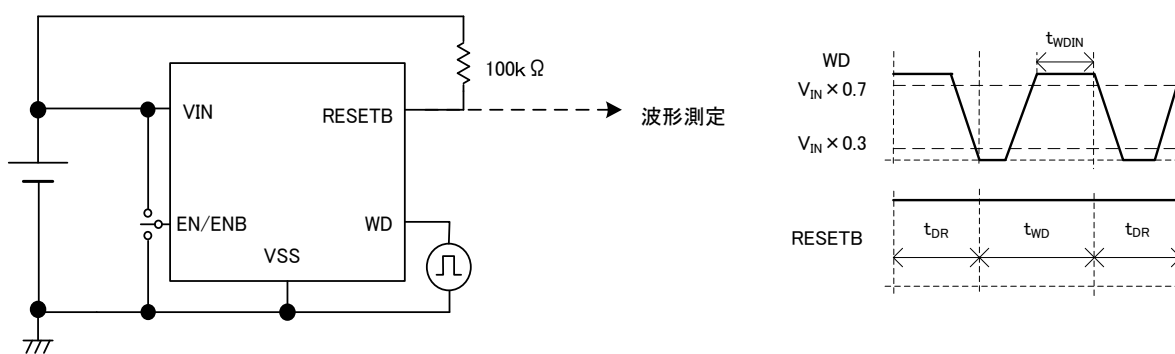 VIN
RESETB
100kΩ
波形測定
EN/ENB
WD
VSS
tWDIN
WD
VIN×0.7
VIN×0.3
RESETB
tDR
tWD
tDR